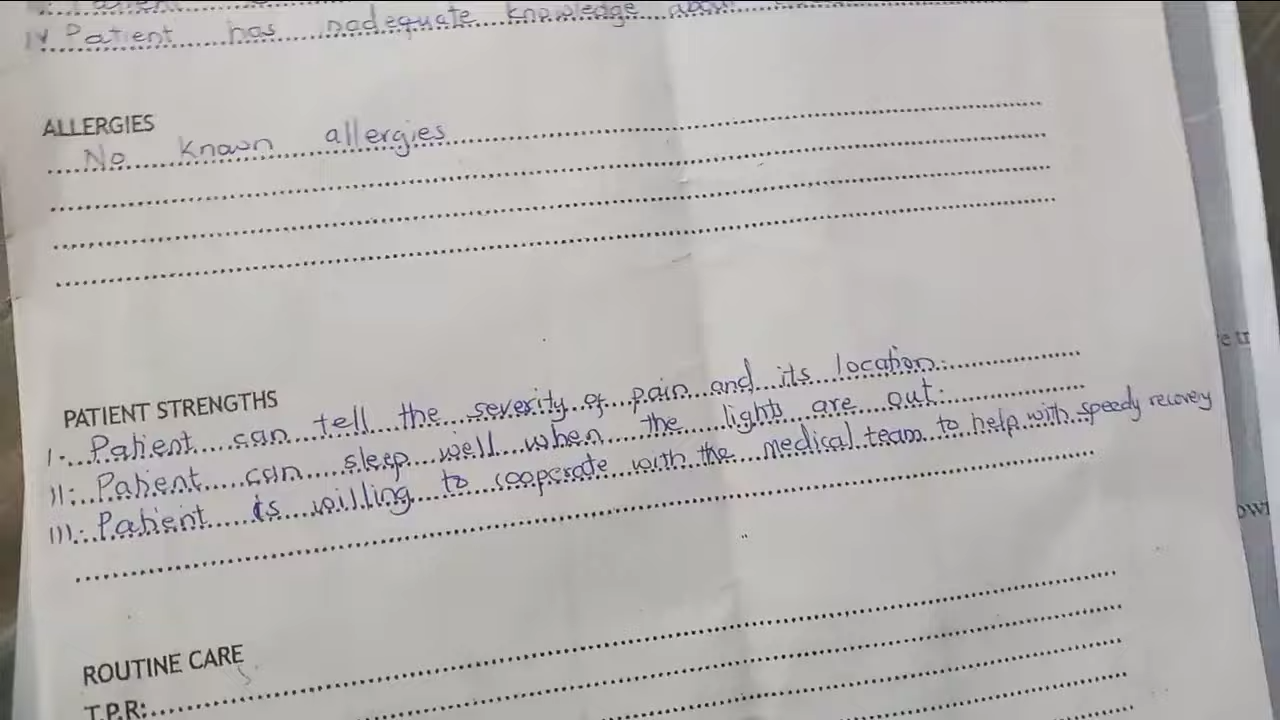 IV Patient has inadequate knowledge about
ALLERGIES
No known allergies
PATIENT STRENGTHS
I. Patient can tell the severity of pain and its location.
II. Patient can sleep well when the lights are out.
III. Patient is willing to cooperate with the medical team to help with speedy recovery
ROUTINE CARE
T.P.R: